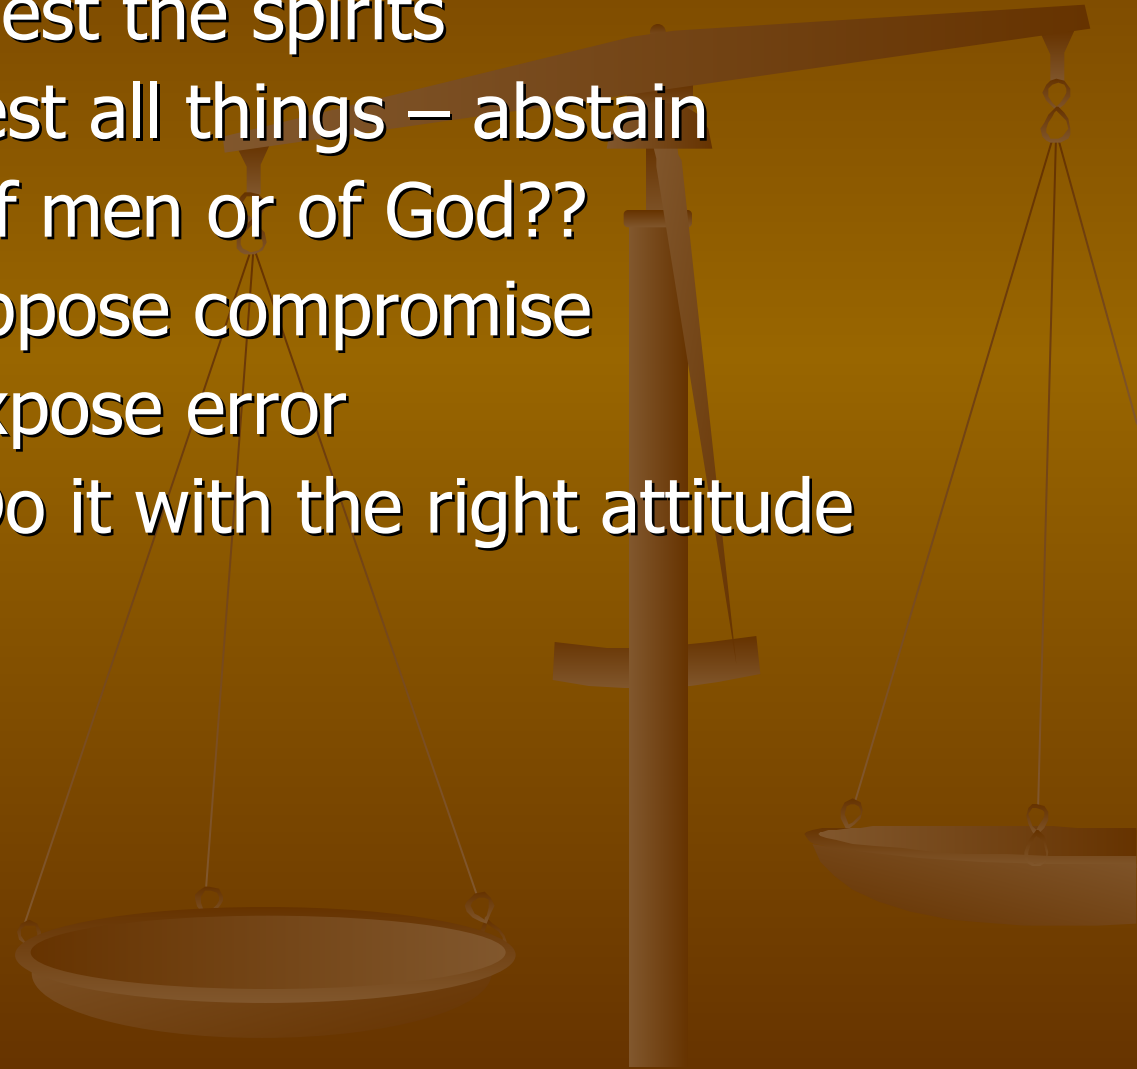 est the spirits
est all things – abstain
f men or of God??
ppose compromise
xpose error
o it with the right attitude